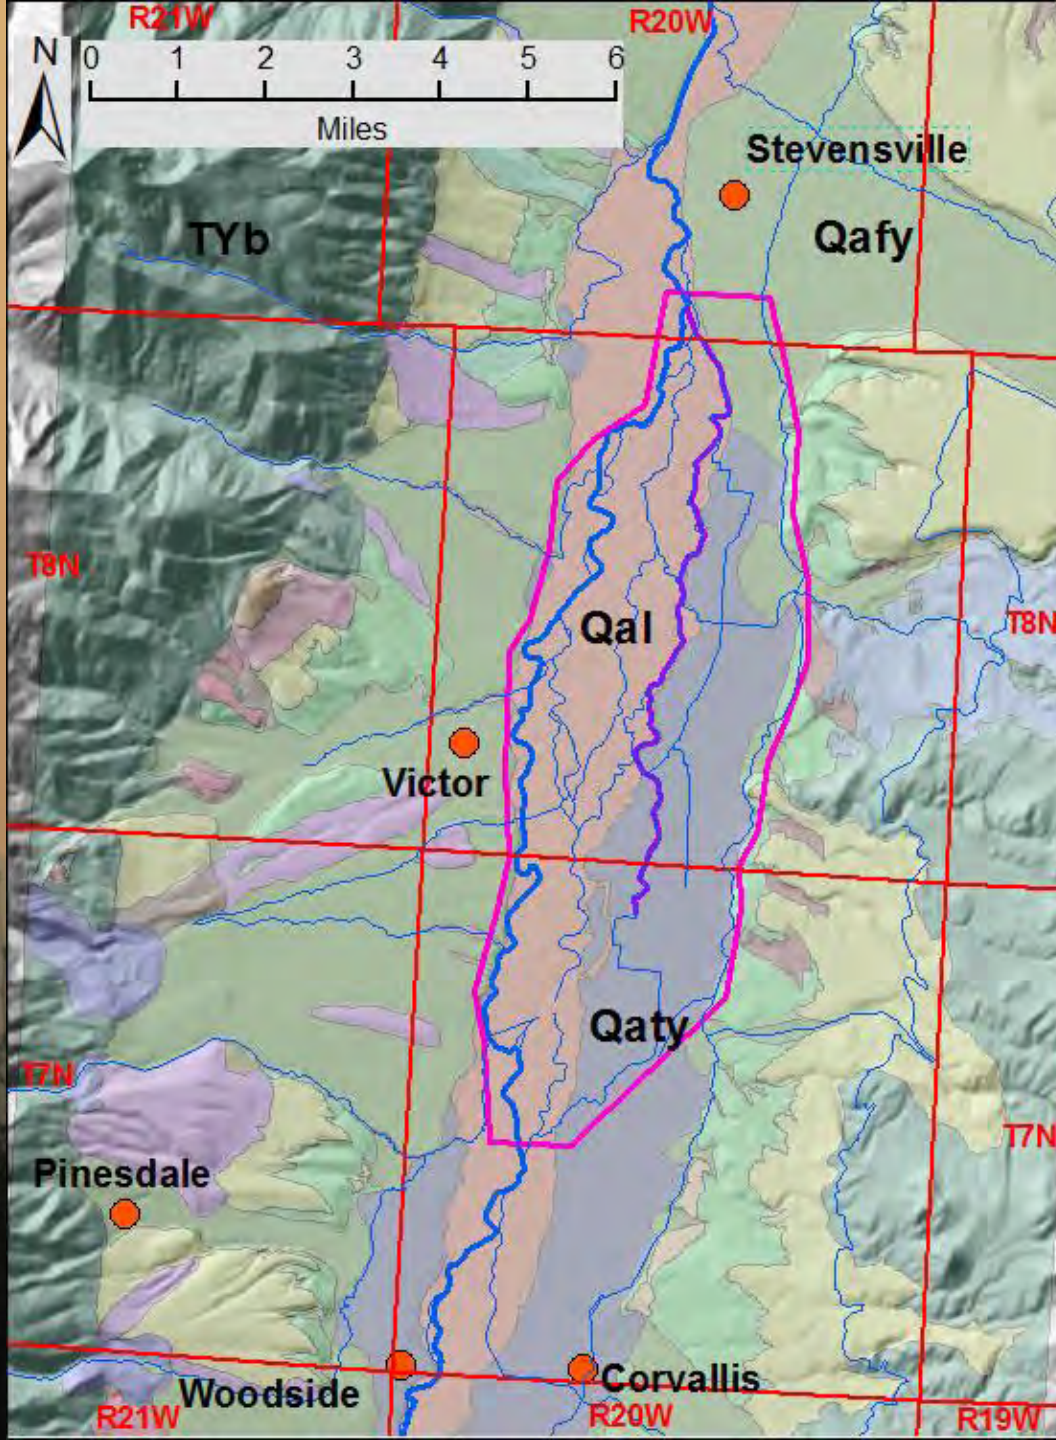 R21W
R20W
N
0 1 2 3 4 5 6
Miles
Stevensville
TYb
Qafy
T8N
Qal
T8N
Victor
Qaty
T7N
T7N
Pinesdale
Woodside
Corvallis
R21W
R20W
R19W